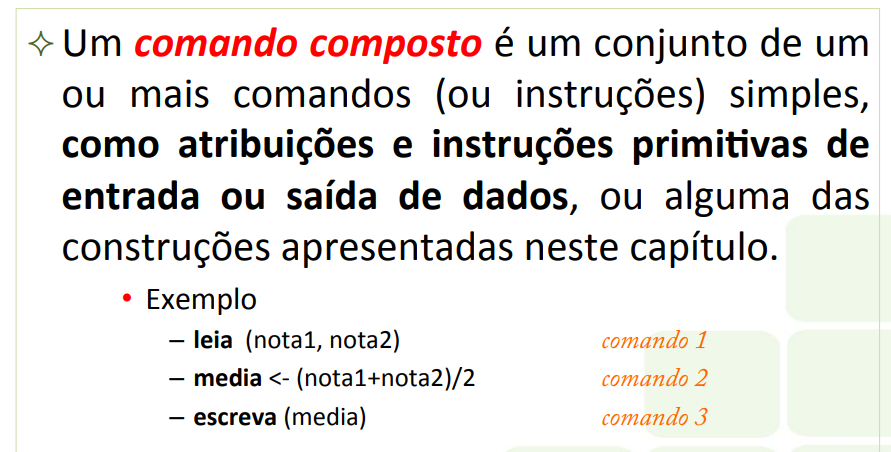 Um comando composto é um conjunto de um
ou mais comandos (ou instruções) simples,
como atribuições e instruções primitivas de
entrada ou saída de dados, ou alguma das
construções apresentadas neste capítulo.
• Exemplo
– leia (nota1, nota2) comando 1
– media <- (nota1+nota2)/2 comando 2
– escreva (media) comando 3